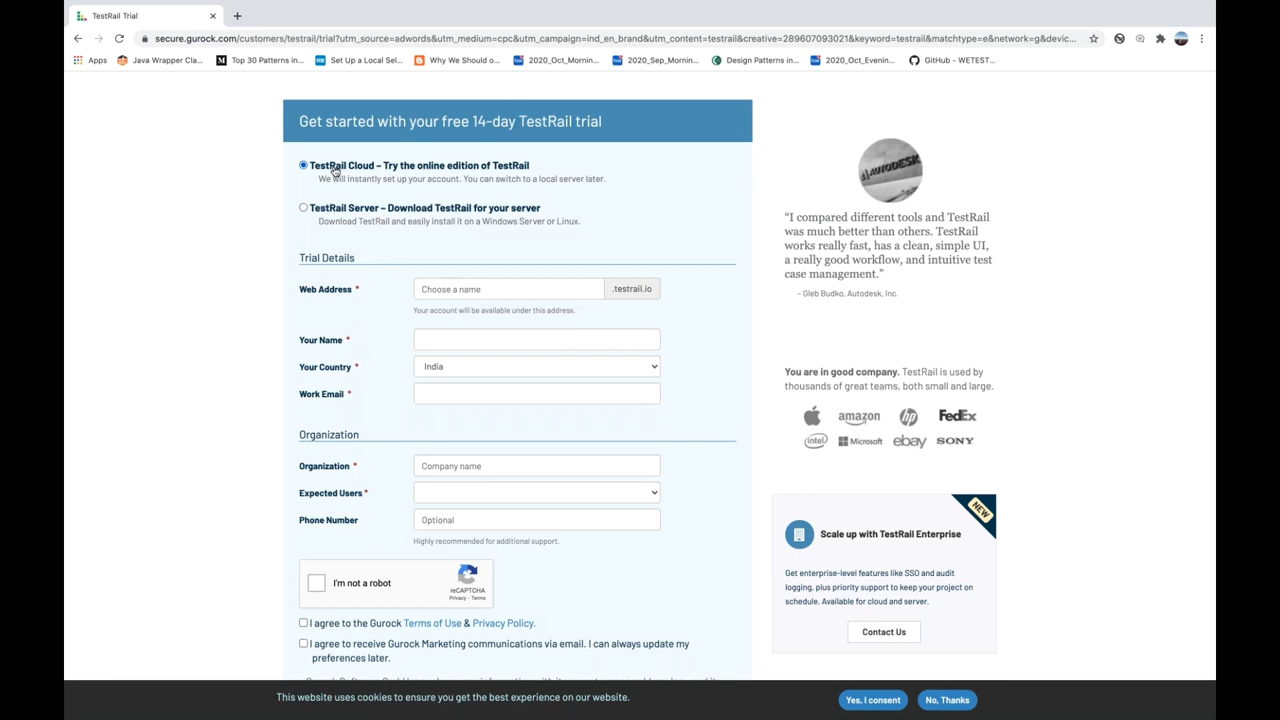 TestRail Trial
secure.gurock.com/customers/testrail/trial?utm_source=adwords&utm_medium=cpc&utm_campaign=ind_en_brand&utm_content=testrail&creative=289607093021&keyword=testrail&matchtype=e&network=g&devic...
Apps Java Wrapper Cla... Top 30 Patterns in... Set Up a Local Sel... Why We Should o... 2020_Oct_Mornin... 2020_Sep_Mornin... Design Patterns in... 2020_Oct_Evenin... GitHub - WETEST...
Get started with your free 14-day TestRail trial
TestRail Cloud – Try the online edition of TestRail
We will instantly set up your account. You can switch to a local server later.
TestRail Server – Download TestRail for your server
Download TestRail and easily install it on a Windows Server or Linux.
Trial Details
Web Address * Choose a name .testrail.io
Your account will be available under this address.
Your Name *
Your Country * India
Work Email *
Organization
Organization * Company name
Expected Users *
Phone Number Optional
Highly recommended for additional support.
I'm not a robot
reCAPTCHA
Privacy - Terms
I agree to the Gurock Terms of Use & Privacy Policy.
I agree to receive Gurock Marketing communications via email. I can always update my
preferences later.
AUTODESK
“I compared different tools and TestRail
was much better than others. TestRail
works really fast, has a clean, simple UI,
a really good workflow, and intuitive test
case management.”
– Gleb Budko, Autodesk, Inc.
You are in good company. TestRail is used by
thousands of great teams, both small and large.
amazon hp FedEx
intel Microsoft ebay SONY
NEW
Scale up with TestRail Enterprise
Get enterprise-level features like SSO and audit
logging, plus priority support to keep your project on
schedule. Available for cloud and server.
Contact Us
This website uses cookies to ensure you get the best experience on our website.
Yes, I consent No, Thanks